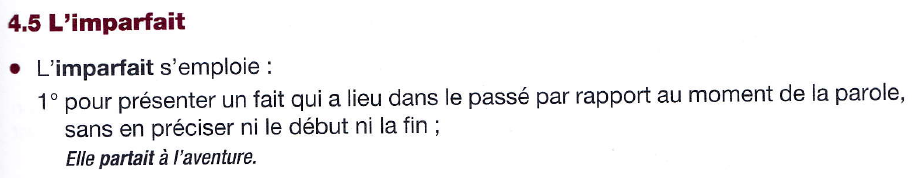 4.5 L'imparfait
• L'imparfait s'emploie :
1° pour présenter un fait qui a lieu dans le passé par rapport au moment de la parole,
sans en préciser ni le début ni la fin ;
Elle partait à l'aventure.